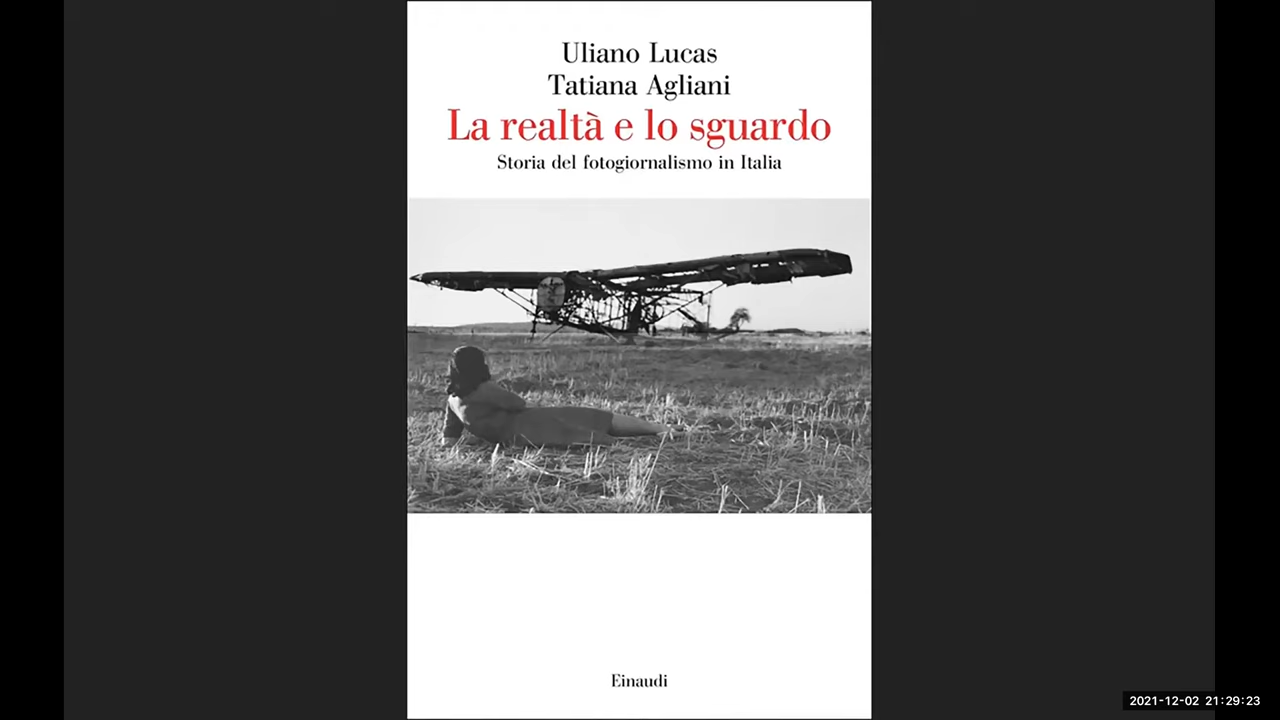 Uliano Lucas
Tatiana Agliani
La realtà e lo sguardo
Storia del fotogiornalismo in Italia
Einaudi
2021-12-02 21:29:23